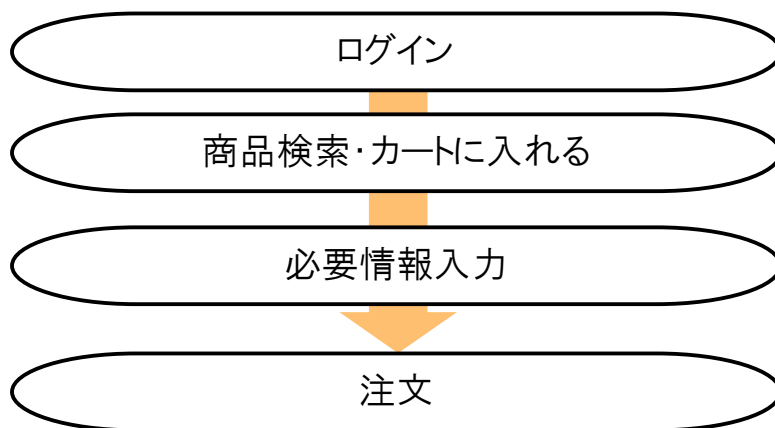 ログイン
商品検索・カートに入れる
必要情報入力
注文